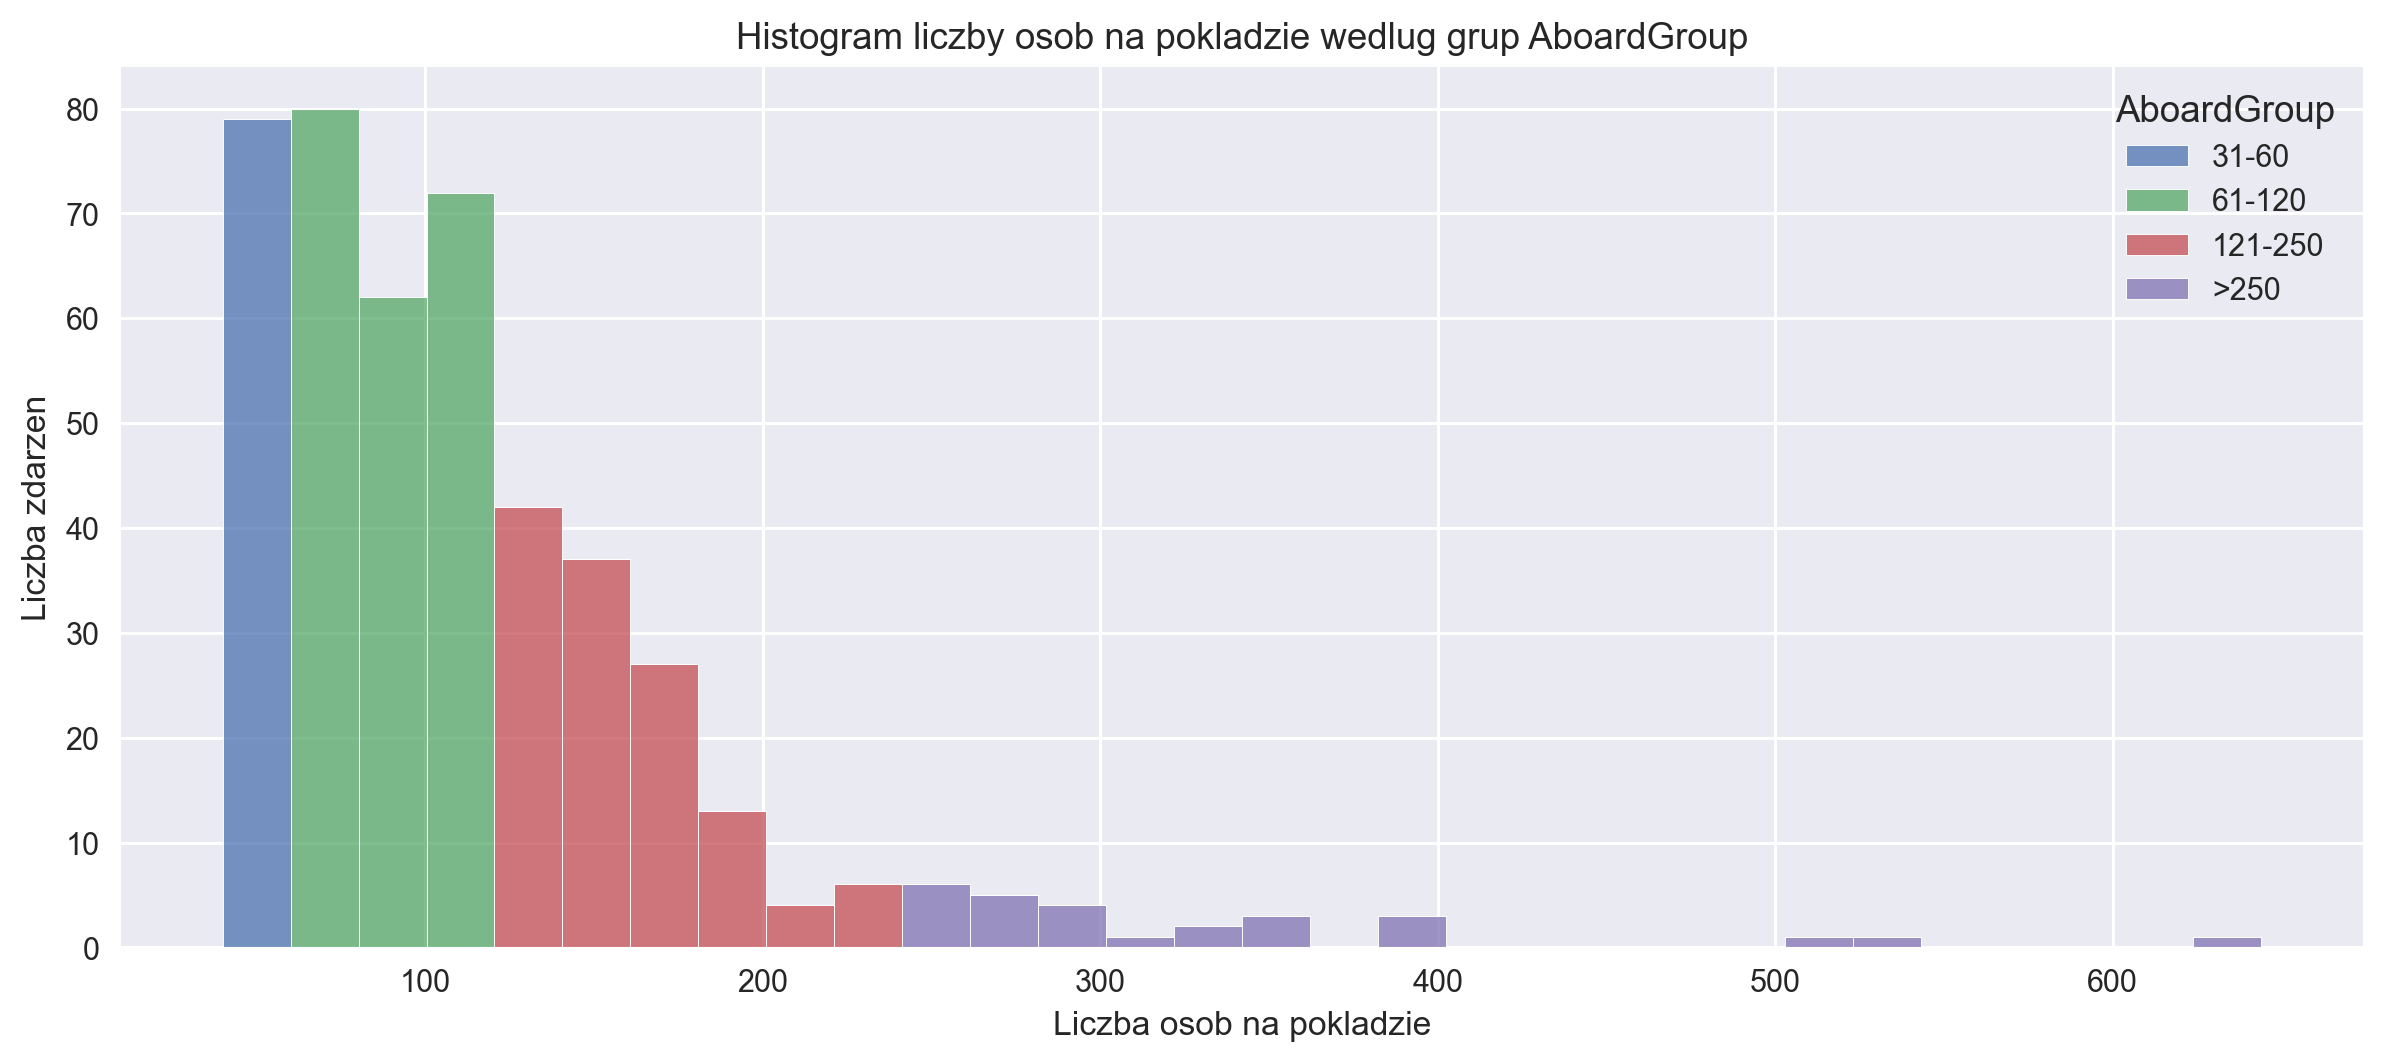 Histogram liczby osob na pokladzie wedlug grup AboardGroup
80
70
60
50
40
30
20
10
0
Liczba zdarzen
AboardGroup
31-60
61-120
121-250
>250
100 200 300 400 500 600
Liczba osob na pokladzie